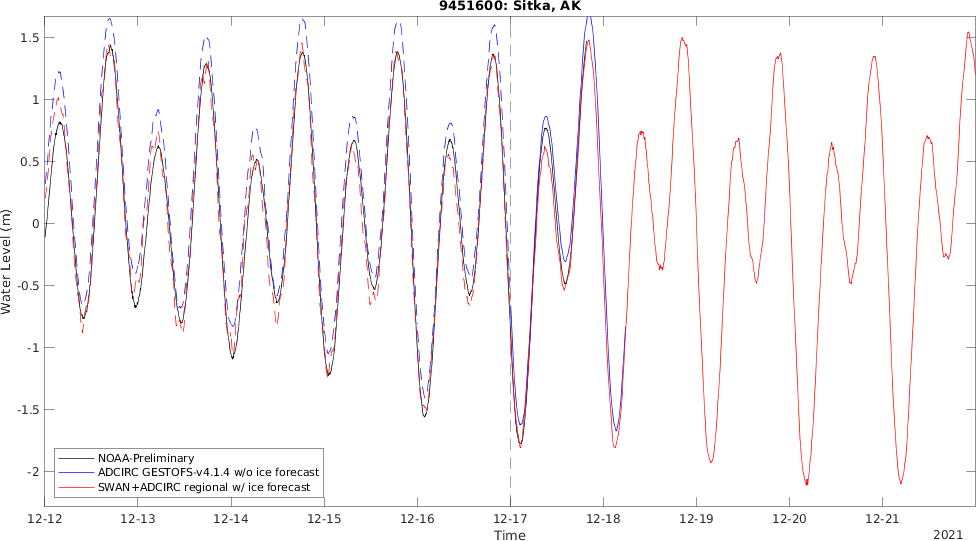 9451600: Sitka, AK
1.5
1
0.5
0
-0.5
-1
-1.5
-2
Water Level (m)
NOAA-Preliminary
ADCIRC GESTOFS-v4.1.4 w/o ice forecast
SWAN+ADCIRC regional w/ ice forecast
12-12 12-13 12-14 12-15 12-16 12-17 12-18 12-19 12-20 12-21
Time
2021